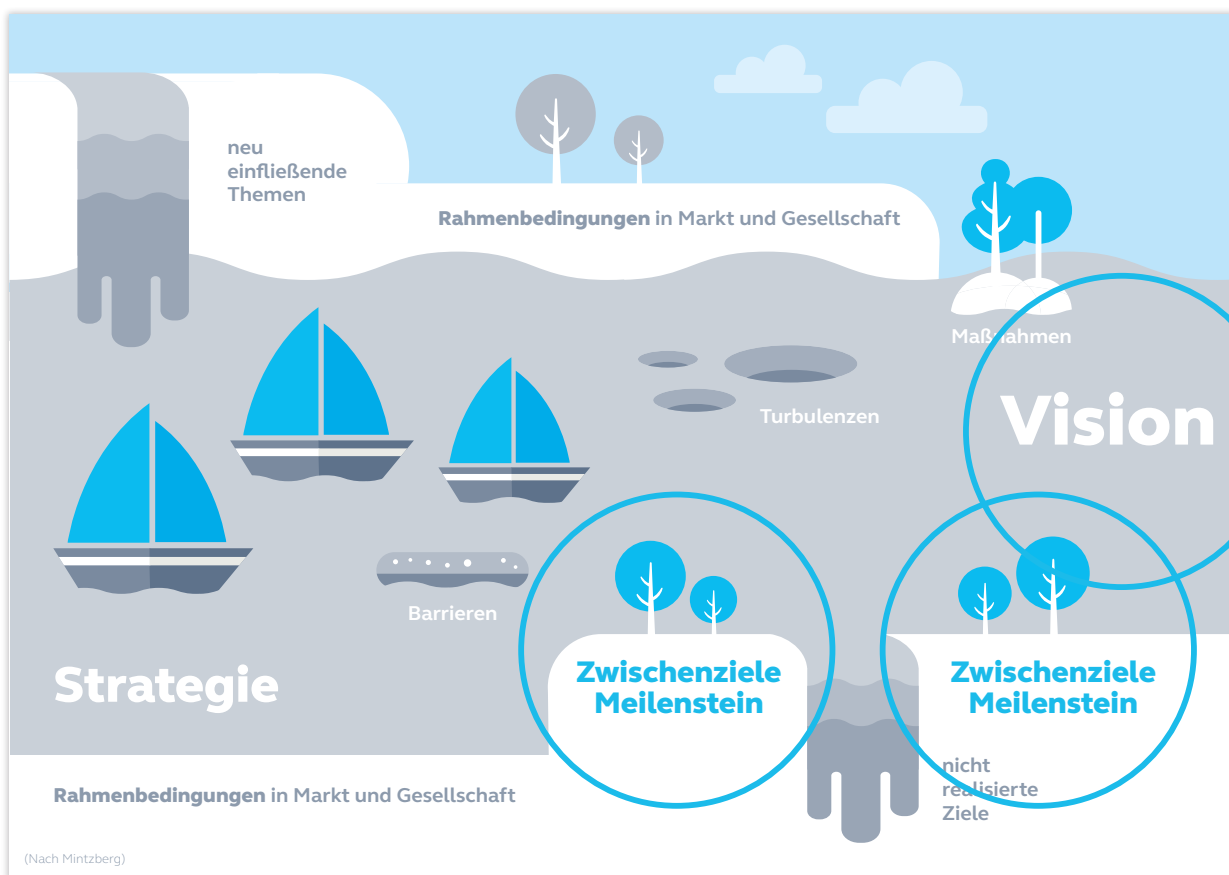 neu
einfließende
Themen
Rahmenbedingungen in Markt und Gesellschaft
Maßnahmen
Vision
Turbulenzen
Barrieren
Strategie
Zwischenziele
Meilenstein
Zwischenziele
Meilenstein
nicht
realisierte
Ziele
Rahmenbedingungen in Markt und Gesellschaft
(Nach Mintzberg)